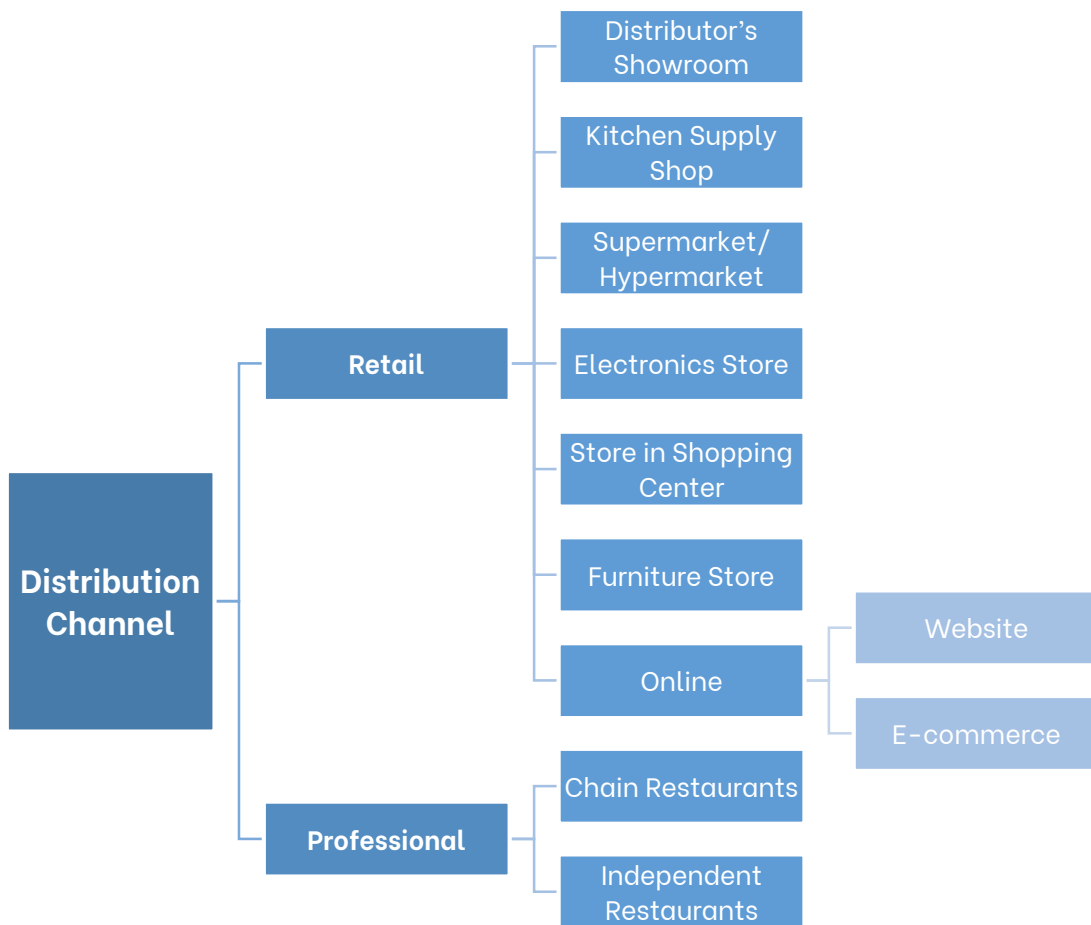 Distribution
Channel
Retail
Distributor’s
Showroom
Kitchen Supply
Shop
Supermarket/
Hypermarket
Electronics Store
Store in Shopping
Center
Furniture Store
Online
Website
E-commerce
Professional
Chain Restaurants
Independent
Restaurants